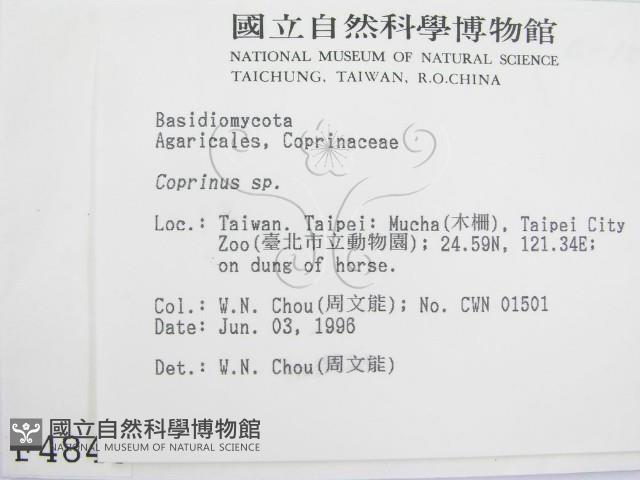 國立自然科學博物館
NATIONAL MUSEUM OF NATURAL SCIENCE
TAICHUNG, TAIWAN, R.O.CHINA
Basidiomycota
Agaricales, Coprinaceae
Coprinus sp.
Loc.: Taiwan. Taipei: Mucha(木柵), Taipei City
Zoo(臺北市立動物園); 24.59N, 121.34E;
on dung of horse.
Col.: W.N. Chou(周文能); No. CWN 01501
Date: Jun. 03, 1996
Det.: W.N. Chou(周文能)
國立自然科學博物館
NATIONAL MUSEUM OF NATURAL SCIENCE